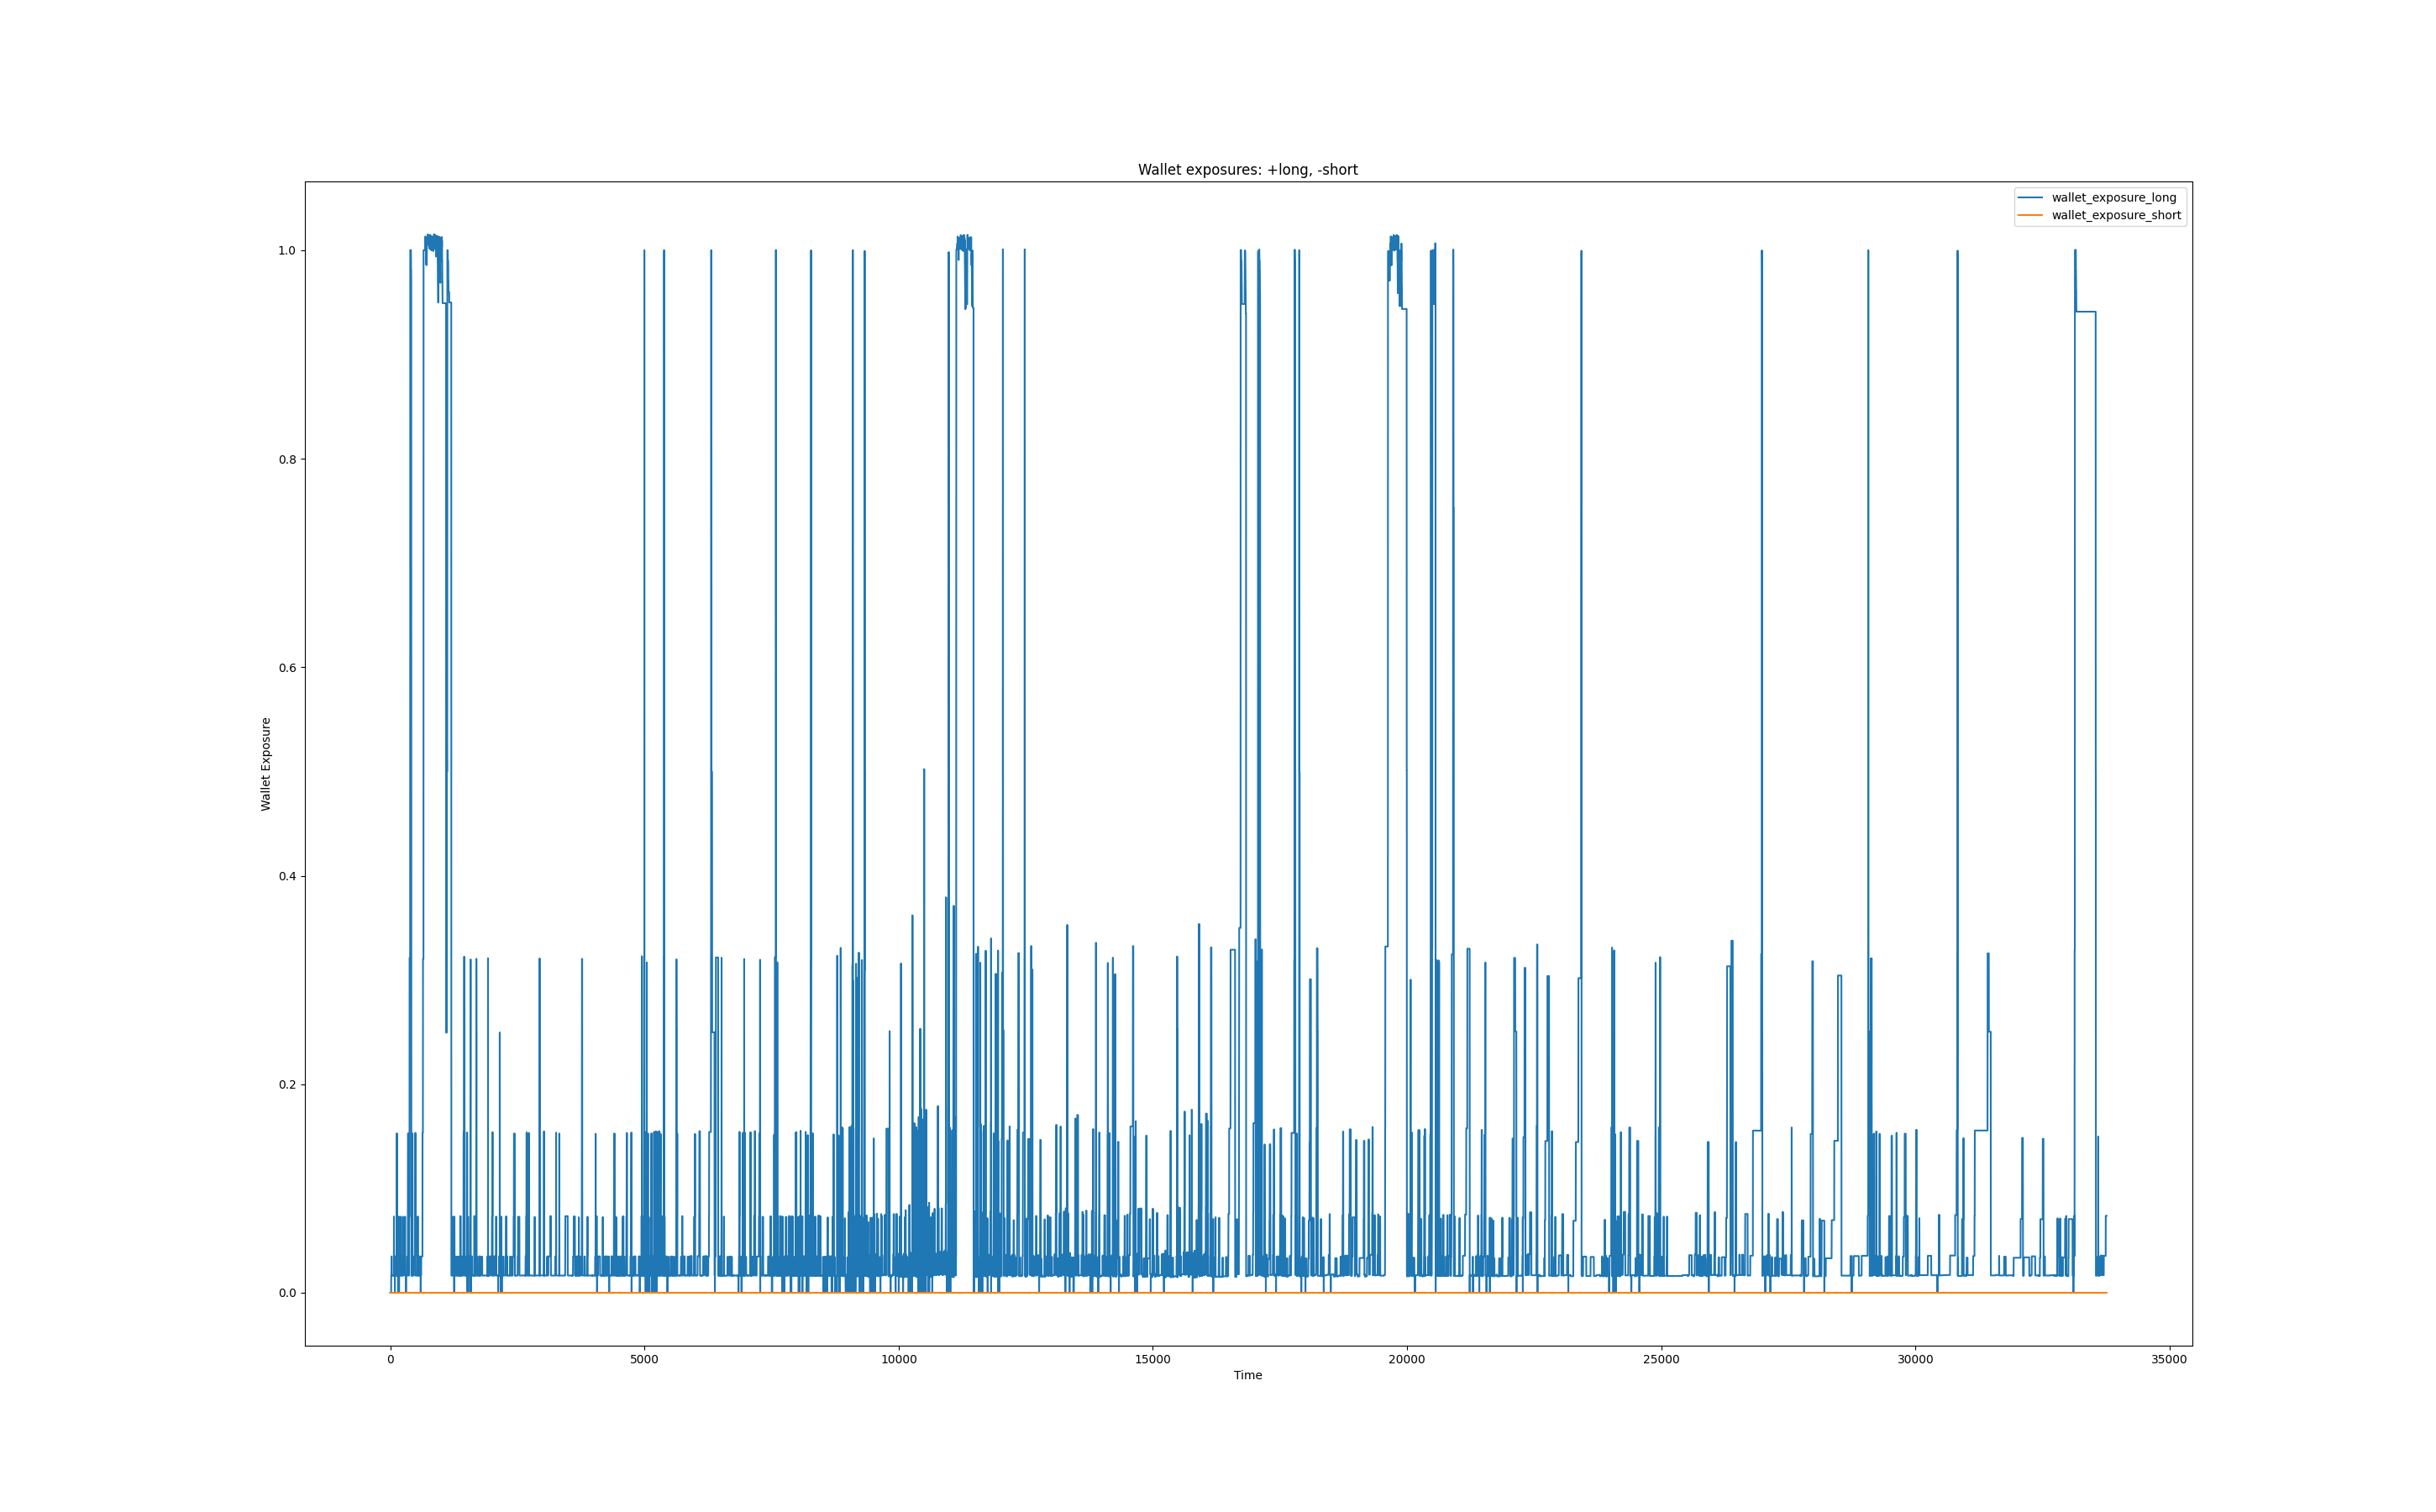 Wallet exposures: +long, -short
wallet_exposure_long
wallet_exposure_short
1.0
0.8
0.6
0.4
0.2
0.0
Wallet Exposure
0 5000 10000 15000 20000 25000 30000 35000
Time